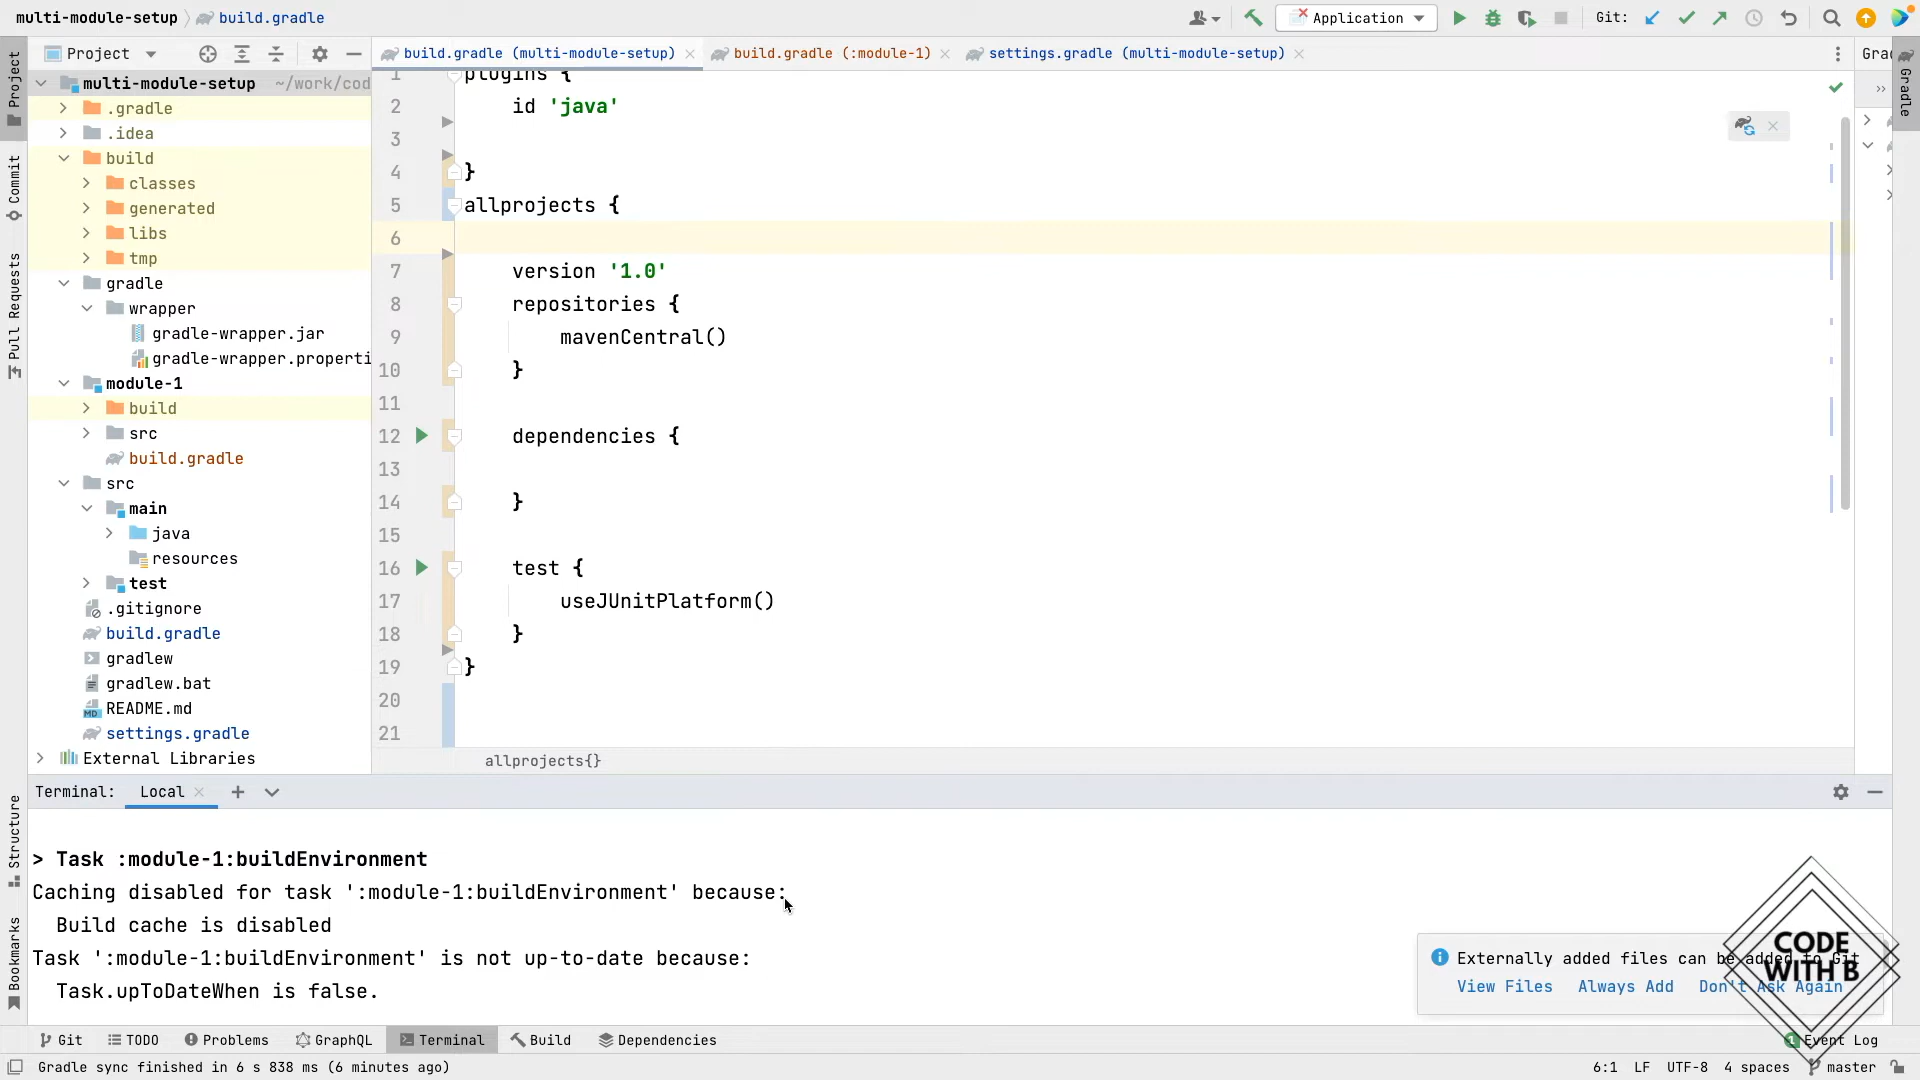 multi-module-setup build.gradle
Application
Git:
Project
build.gradle (multi-module-setup)
build.gradle (:module-1)
settings.gradle (multi-module-setup)
Grad
Project
Commit
Pull Requests
Structure
Bookmarks
Gradle
multi-module-setup ~/work/cod
.gradle
.idea
build
classes
generated
libs
tmp
gradle
wrapper
gradle-wrapper.jar
gradle-wrapper.properti
module-1
build
src
build.gradle
src
main
java
resources
test
.gitignore
build.gradle
gradlew
gradlew.bat
README.md
settings.gradle
External Libraries
1 plugins {
2 id 'java'
3
4 }
5 allprojects {
6
7 version '1.0'
8 repositories {
9 mavenCentral()
10 }
11
12 dependencies {
13
14 }
15
16 test {
17 useJUnitPlatform()
18 }
19 }
20
21
allprojects{}
Terminal: Local
> Task :module-1:buildEnvironment
Caching disabled for task ':module-1:buildEnvironment' because:
Build cache is disabled
Task ':module-1:buildEnvironment' is not up-to-date because:
Task.upToDateWhen is false.
Externally added files can be added to Git
View Files Always Add Don't Ask Again
CODE
WITH B
Git TODO Problems GraphQL Terminal Build Dependencies
Event Log
Gradle sync finished in 6 s 838 ms (6 minutes ago)
6:1 LF UTF-8 4 spaces master